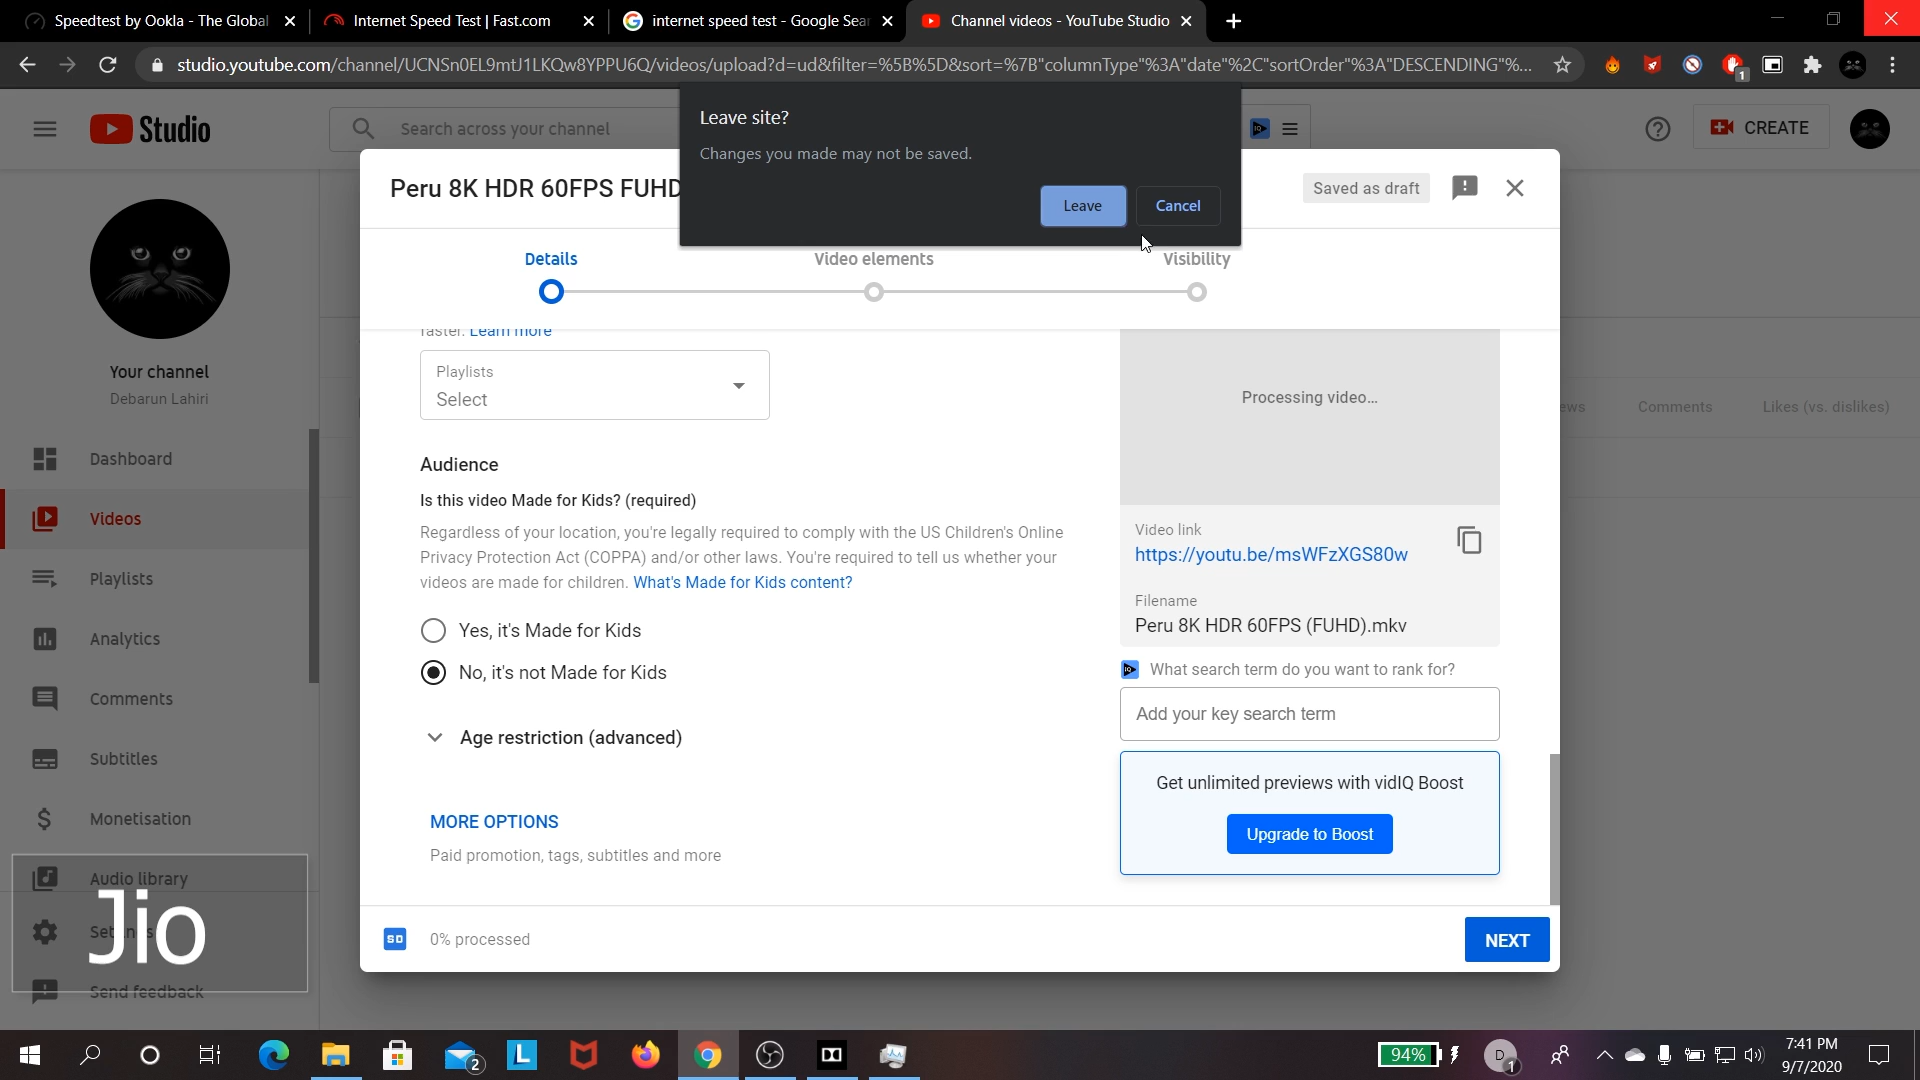 Speedtest by Ookla - The Global
Internet Speed Test | Fast.com
internet speed test - Google Sear
Channel videos - YouTube Studio
studio.youtube.com/channel/UCNSn0EL9mtJ1LKQw8YPPU6Q/videos/upload?d=ud&filter=%5B%5D&sort=%7B"columnType"%3A"date"%2C"sortOrder"%3A"DESCENDING"%...
1
Leave site?
Changes you made may not be saved.
Leave
Cancel
Studio
Search across your channel
CREATE
Peru 8K HDR 60FPS FUHD
Saved as draft
Details
Video elements
Visibility
Your channel
Debarun Lahiri
Dashboard
Videos
Playlists
Analytics
Comments
Subtitles
Monetisation
Audio library
Settings
Send feedback
Jio
faster. Learn more
Playlists
Select
Audience
Is this video Made for Kids? (required)
Regardless of your location, you're legally required to comply with the US Children's Online
Privacy Protection Act (COPPA) and/or other laws. You're required to tell us whether your
videos are made for children. What's Made for Kids content?
Yes, it's Made for Kids
No, it's not Made for Kids
Age restriction (advanced)
MORE OPTIONS
Paid promotion, tags, subtitles and more
Processing video...
Video link
https://youtu.be/msWFzXGS80w
Filename
Peru 8K HDR 60FPS (FUHD).mkv
What search term do you want to rank for?
Add your key search term
Get unlimited previews with vidIQ Boost
Upgrade to Boost
ews
Comments
Likes (vs. dislikes)
SD
0% processed
NEXT
2
L
94%
D
1
7:41 PM
9/7/2020